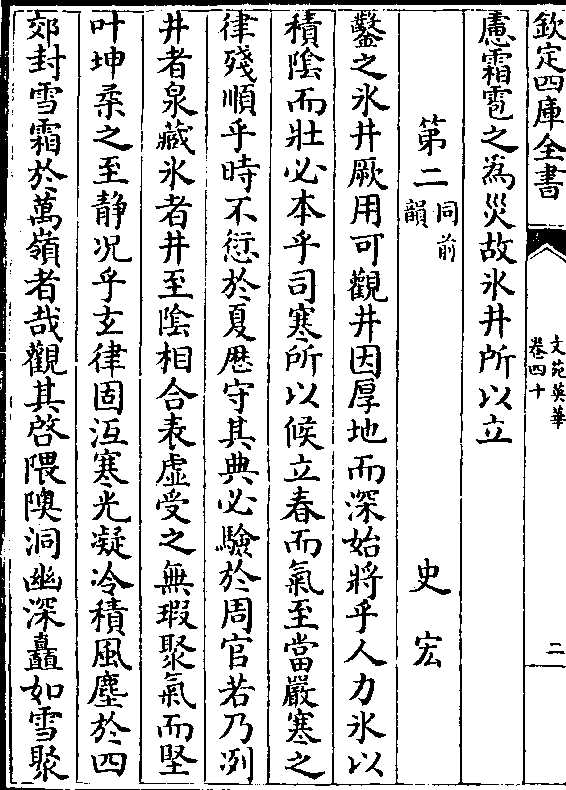 欽定四庫全書
文苑英華
卷四十
二
慮霜雹之為災故氷井所以立
第二同前
韻
史宏
鑿之氷井厥用可觀井因厚地而深始將乎人力氷以
積陰而壯必本乎司寒所以候立春而氣至當嚴寒之
律殘順乎時不愆於夏厯守其典必驗於周官若乃冽
井者泉藏氷者井至陰相合表虛受之無瑕聚氣而堅
叶坤柔之至静况乎玄律固沍寒光凝冷積風塵於四
郊封雪霜於萬嶺者哉觀其啓隈隩洞幽深矗如雪聚